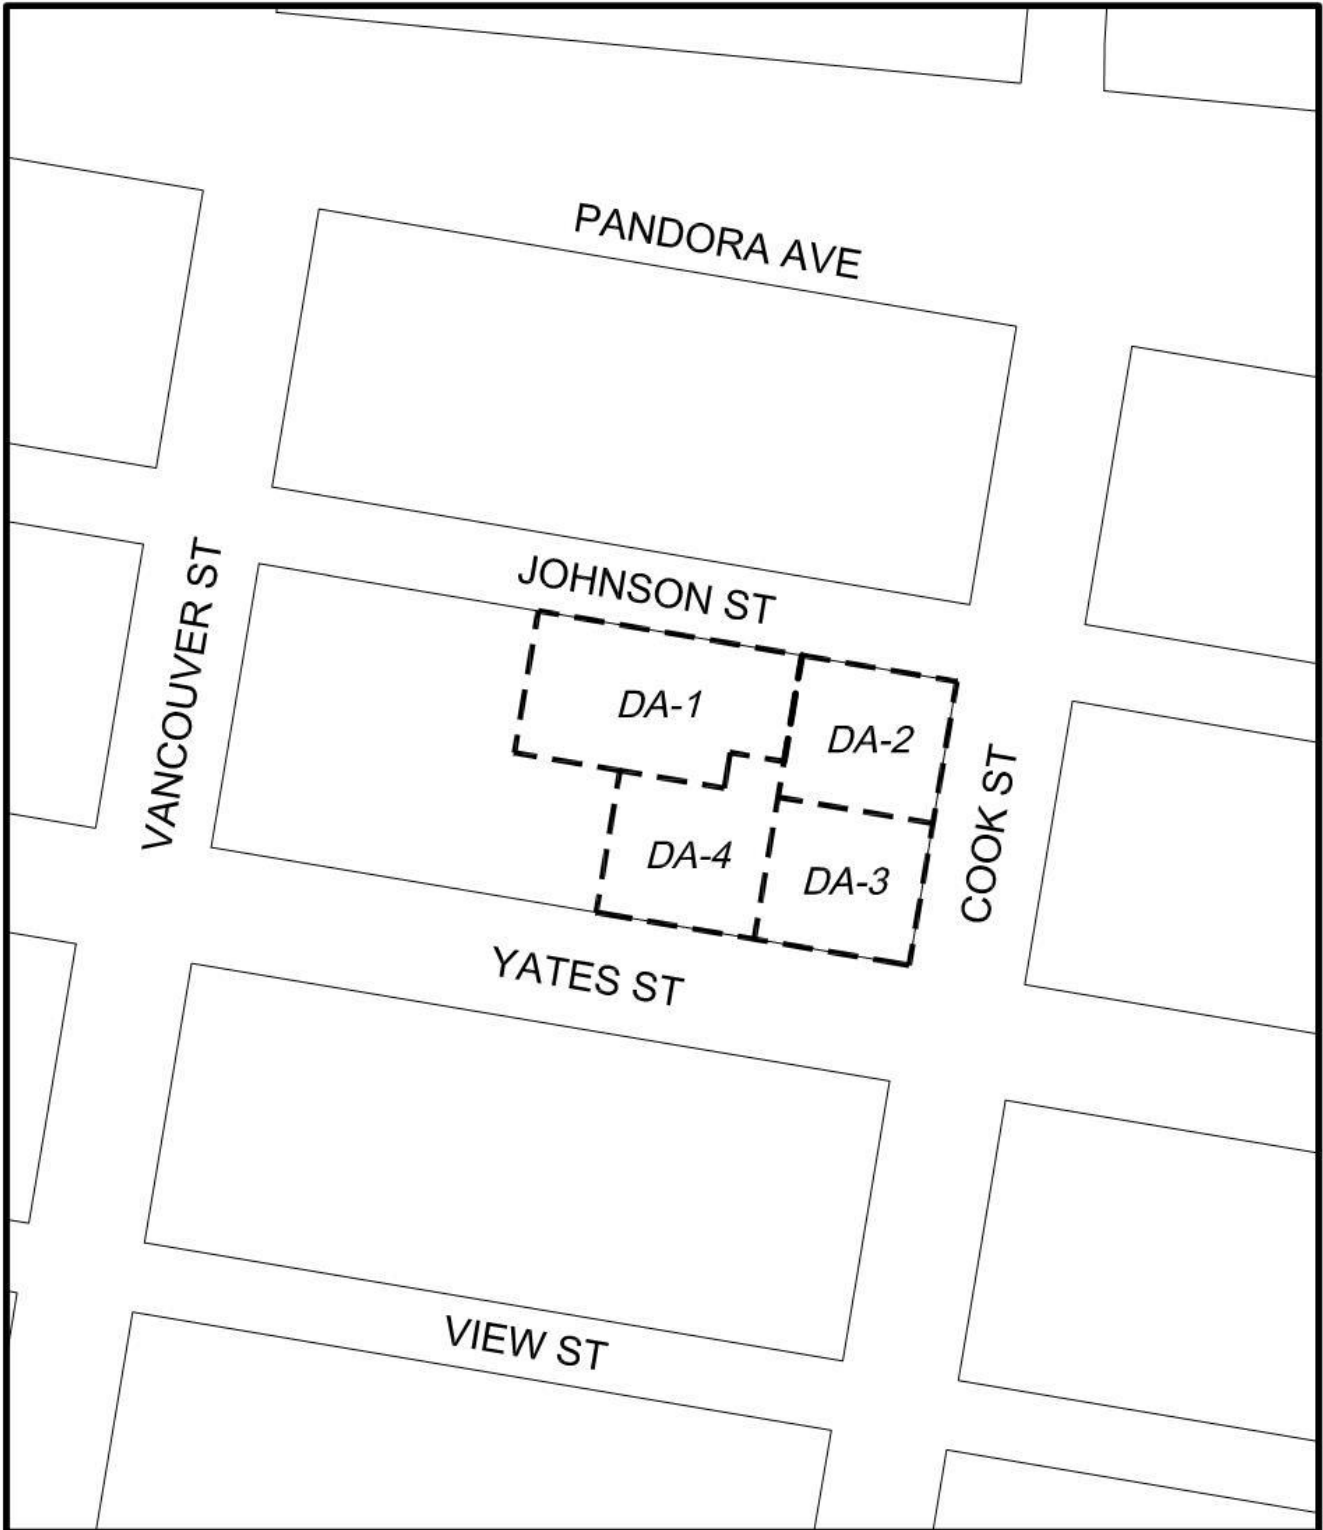 PANDORA AVE
JOHNSON ST
VANCOUVER ST
DA-1
DA-2
COOK ST
DA-4
DA-3
YATES ST
VIEW ST